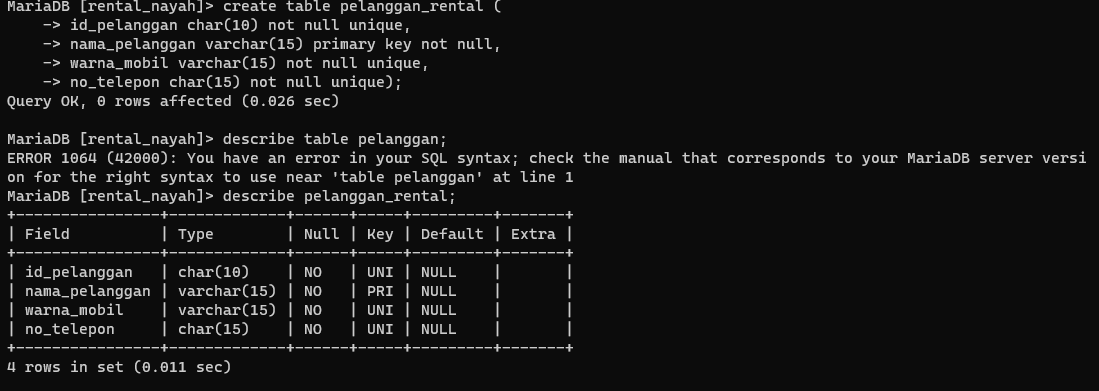 MariaDB [rental_nayah]> create table pelanggan_rental (
    -> id_pelanggan char(10) not null unique,
    -> nama_pelanggan varchar(15) primary key not null,
    -> warna_mobil varchar(15) not null unique,
    -> no_telepon char(15) not null unique);
Query OK, 0 rows affected (0.026 sec)

MariaDB [rental_nayah]> describe table pelanggan;
ERROR 1064 (42000): You have an error in your SQL syntax; check the manual that corresponds to your MariaDB server versi
on for the right syntax to use near 'table pelanggan' at line 1
MariaDB [rental_nayah]> describe pelanggan_rental;
+----------------+-------------+------+-----+---------+-------+
| Field          | Type        | Null | Key | Default | Extra |
+----------------+-------------+------+-----+---------+-------+
| id_pelanggan   | char(10)    | NO   | UNI | NULL    |       |
| nama_pelanggan | varchar(15) | NO   | PRI | NULL    |       |
| warna_mobil    | varchar(15) | NO   | UNI | NULL    |       |
| no_telepon     | char(15)    | NO   | UNI | NULL    |       |
+----------------+-------------+------+-----+---------+-------+
4 rows in set (0.011 sec)